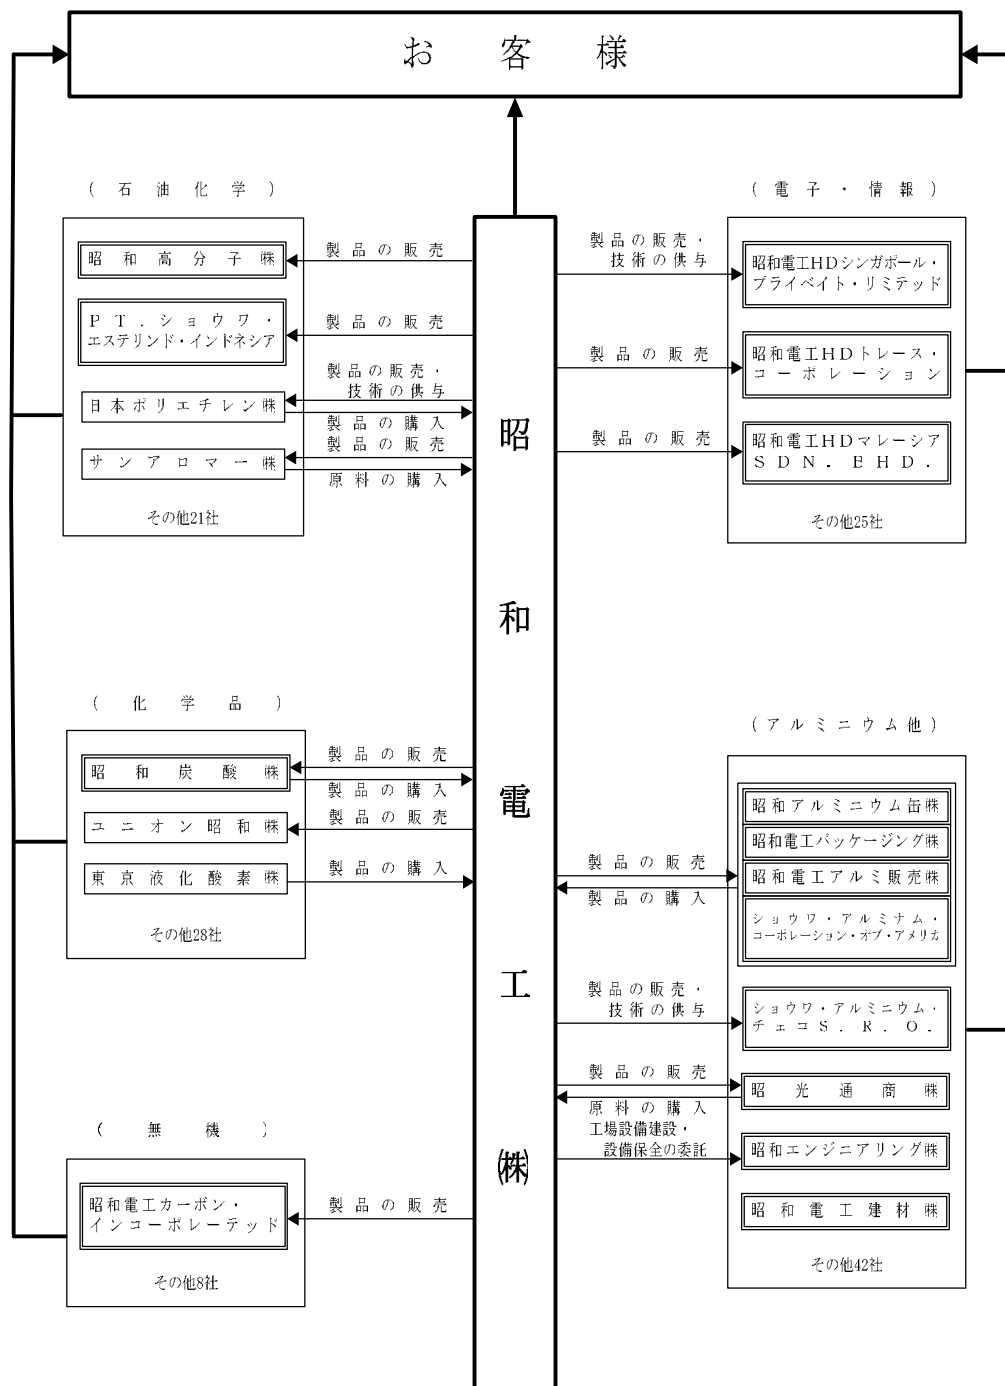 お客様
(石油化学)
昭和高分子㈱
製品の販売
PT.ショウワ・
エステリンド・インドネシア
製品の販売
日本ポリエチレン㈱
製品の販売・
技術の供与
製品の購入
サンアロマー㈱
製品の販売
原料の購入
その他21社
(化学品)
昭和炭酸㈱
製品の販売
製品の購入
ユニオン昭和㈱
製品の販売
東京液化酸素㈱
製品の購入
その他28社
(無機)
昭和電工カーボン・
インコーポレーテッド
製品の販売
その他8社
昭和電工㈱
(電子・情報)
製品の販売・
技術の供与
昭和電工HDシンガポール・
プライベイト・リミテッド
製品の販売
昭和電工HDトレース・
コーポレーション
製品の販売
昭和電工HDマレーシア
SDN. BHD.
その他25社
(アルミニウム他)
昭和アルミニウム缶㈱
昭和電工パッケージング㈱
昭和電工アルミ販売㈱
ショウワ・アルミナム・
コーポレーション・オブ・アメリカ
製品の販売
製品の購入
製品の販売・
技術の供与
ショウワ・アルミニウム・
チェコS.R.O.
製品の販売
原料の購入
昭光通商㈱
工場設備建設・
設備保全の委託
昭和エンジニアリング㈱
昭和電工建材㈱
その他42社